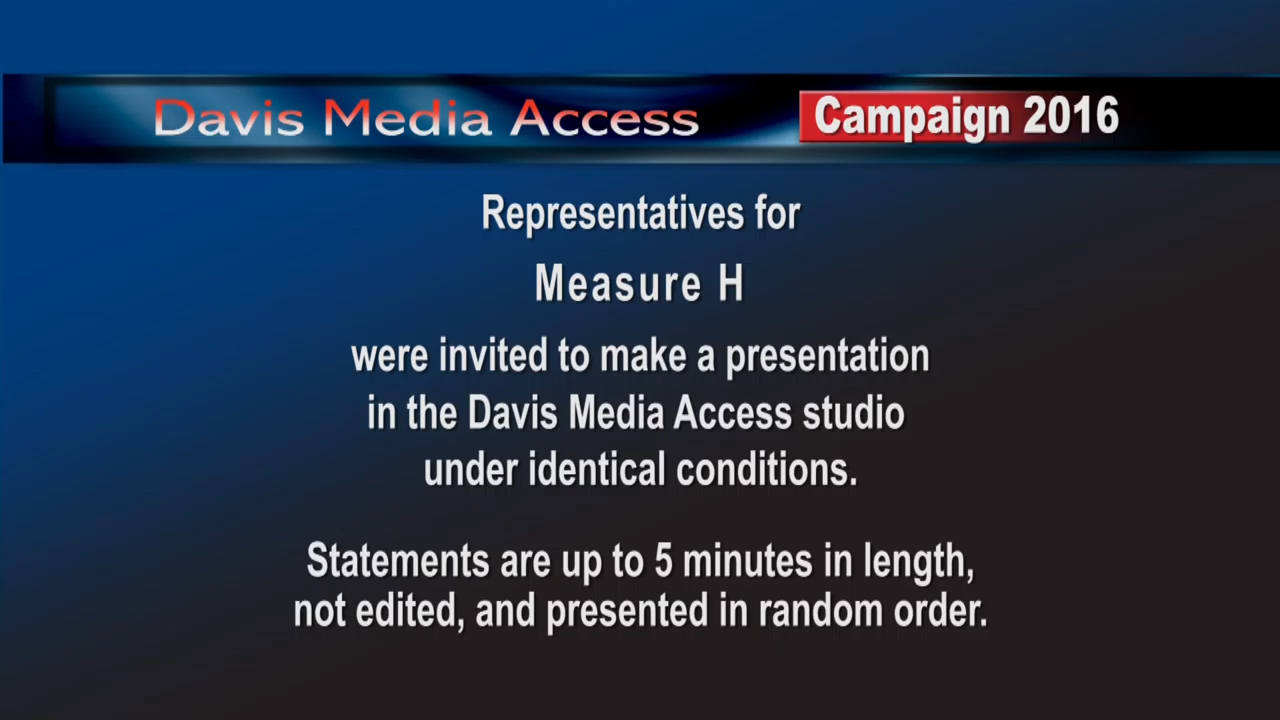 Davis Media Access Campaign 2016
Representatives for
Measure H
were invited to make a presentation
in the Davis Media Access studio
under identical conditions.
Statements are up to 5 minutes in length,
not edited, and presented in random order.